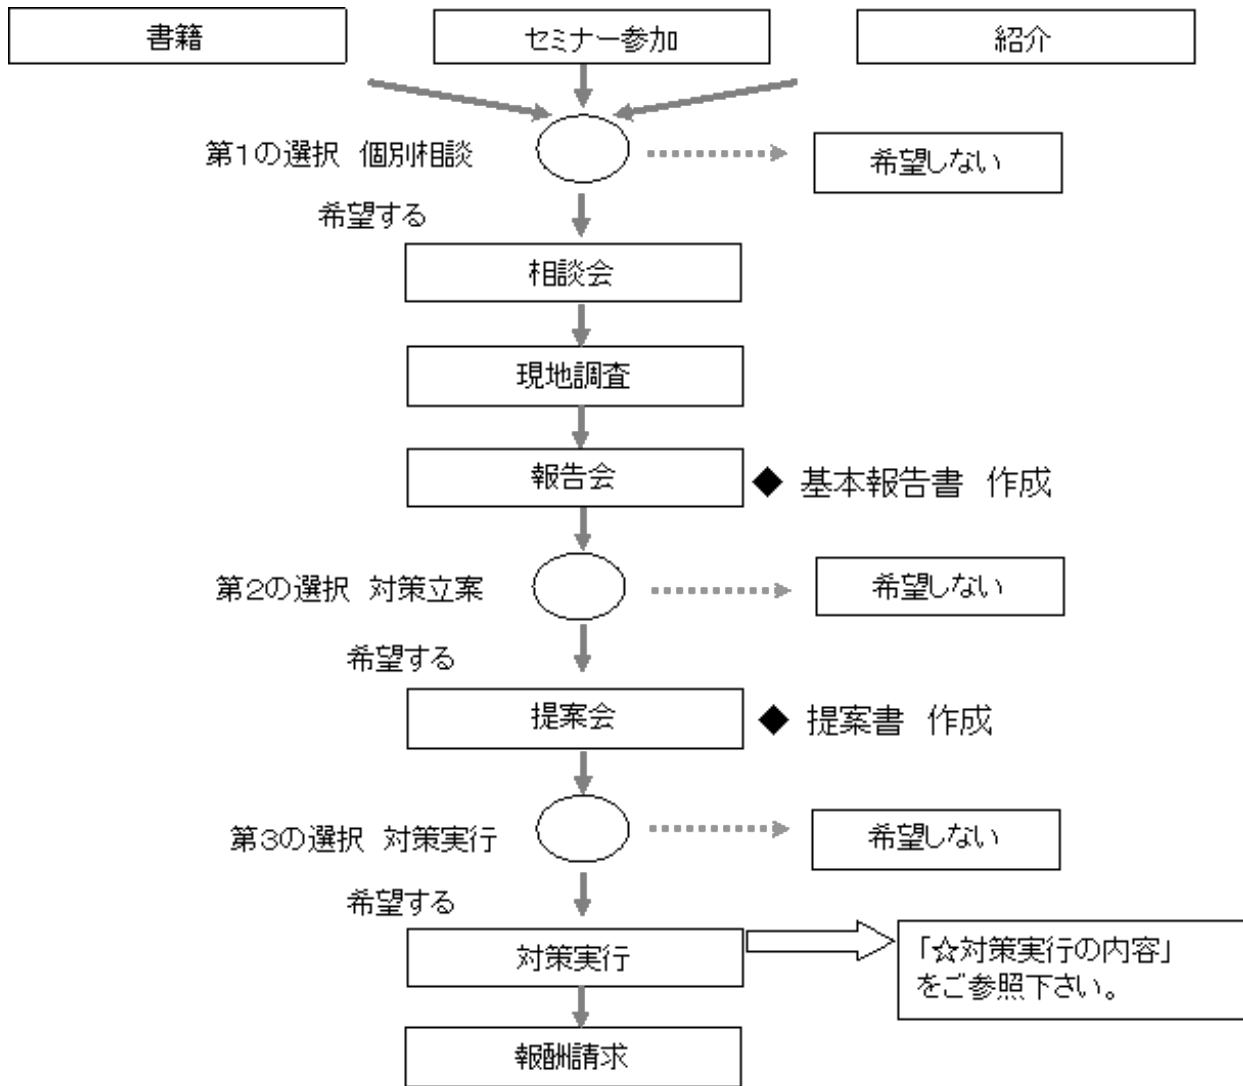 書籍
セミナー参加
紹介
第1の選択 個別相談
希望しない
希望する
相談会
現地調査
報告会
◆ 基本報告書 作成
第2の選択 対策立案
希望しない
希望する
提案会
◆ 提案書 作成
第3の選択 対策実行
希望しない
希望する
対策実行
「☆対策実行の内容」
をご参照下さい。
報酬請求